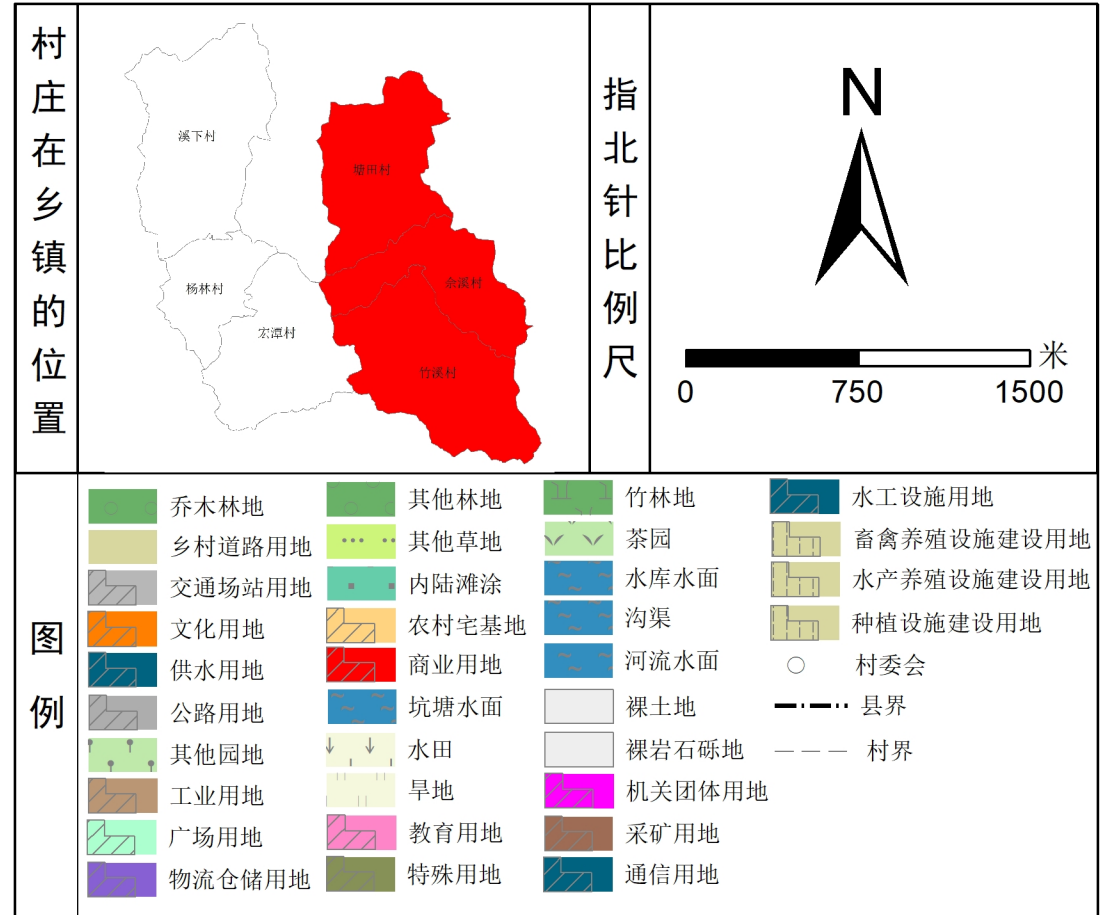 村庄在乡镇的位置
溪下村
塘田村
杨林村
宏潭村
余溪村
竹溪村
指北针比例尺
N
米
0 750 1500
图例
乔木林地
乡村道路用地
交通场站用地
文化用地
供水用地
公路用地
其他园地
工业用地
广场用地
物流仓储用地
其他林地
其他草地
内陆滩涂
农村宅基地
商业用地
坑塘水面
水田
旱地
教育用地
特殊用地
竹林地
茶园
水库水面
沟渠
河流水面
裸土地
裸岩石砾地
机关团体用地
采矿用地
通信用地
水工设施用地
畜禽养殖设施建设用地
水产养殖设施建设用地
种植设施建设用地
村委会
县界
村界